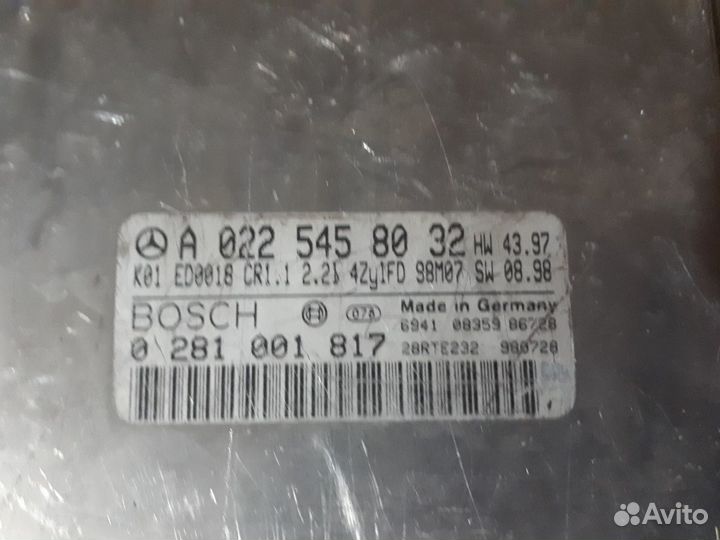 A 022 545 80 32 HW 43.97
K01 ED0018 CR1.1 2.2l 4Zy1FD 98M07 SW 08.98
BOSCH 078 Made in Germany
6941 08359 86728
0 281 001 817 28RTE232 980728
Avito